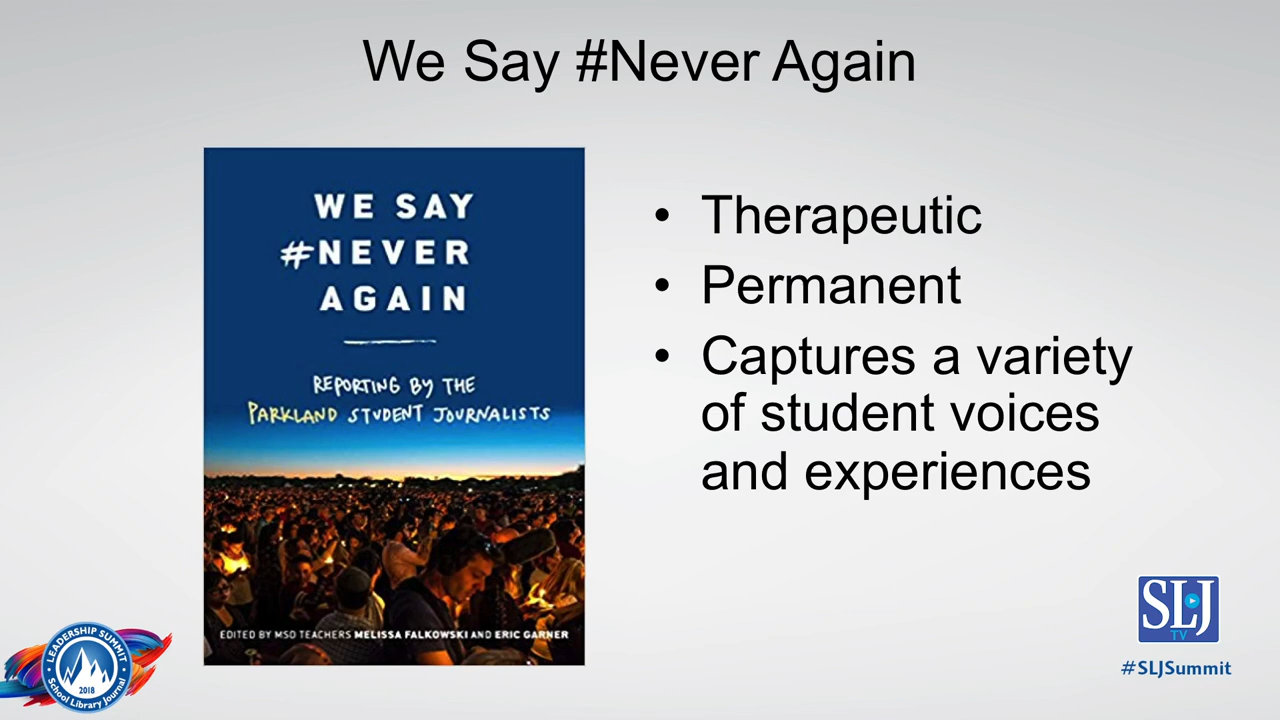 We Say #Never Again
WE SAY
#NEVER
AGAIN
REPORTING BY THE
PARKLAND STUDENT JOURNALISTS
EDITED BY MSD TEACHERS MELISSA FALKOWSKI AND ERIC GARNER
• Therapeutic
• Permanent
• Captures a variety
of student voices
and experiences
LEADERSHIP SUMMIT
2018
School Library Journal
SLJ
TV
#SLJSummit